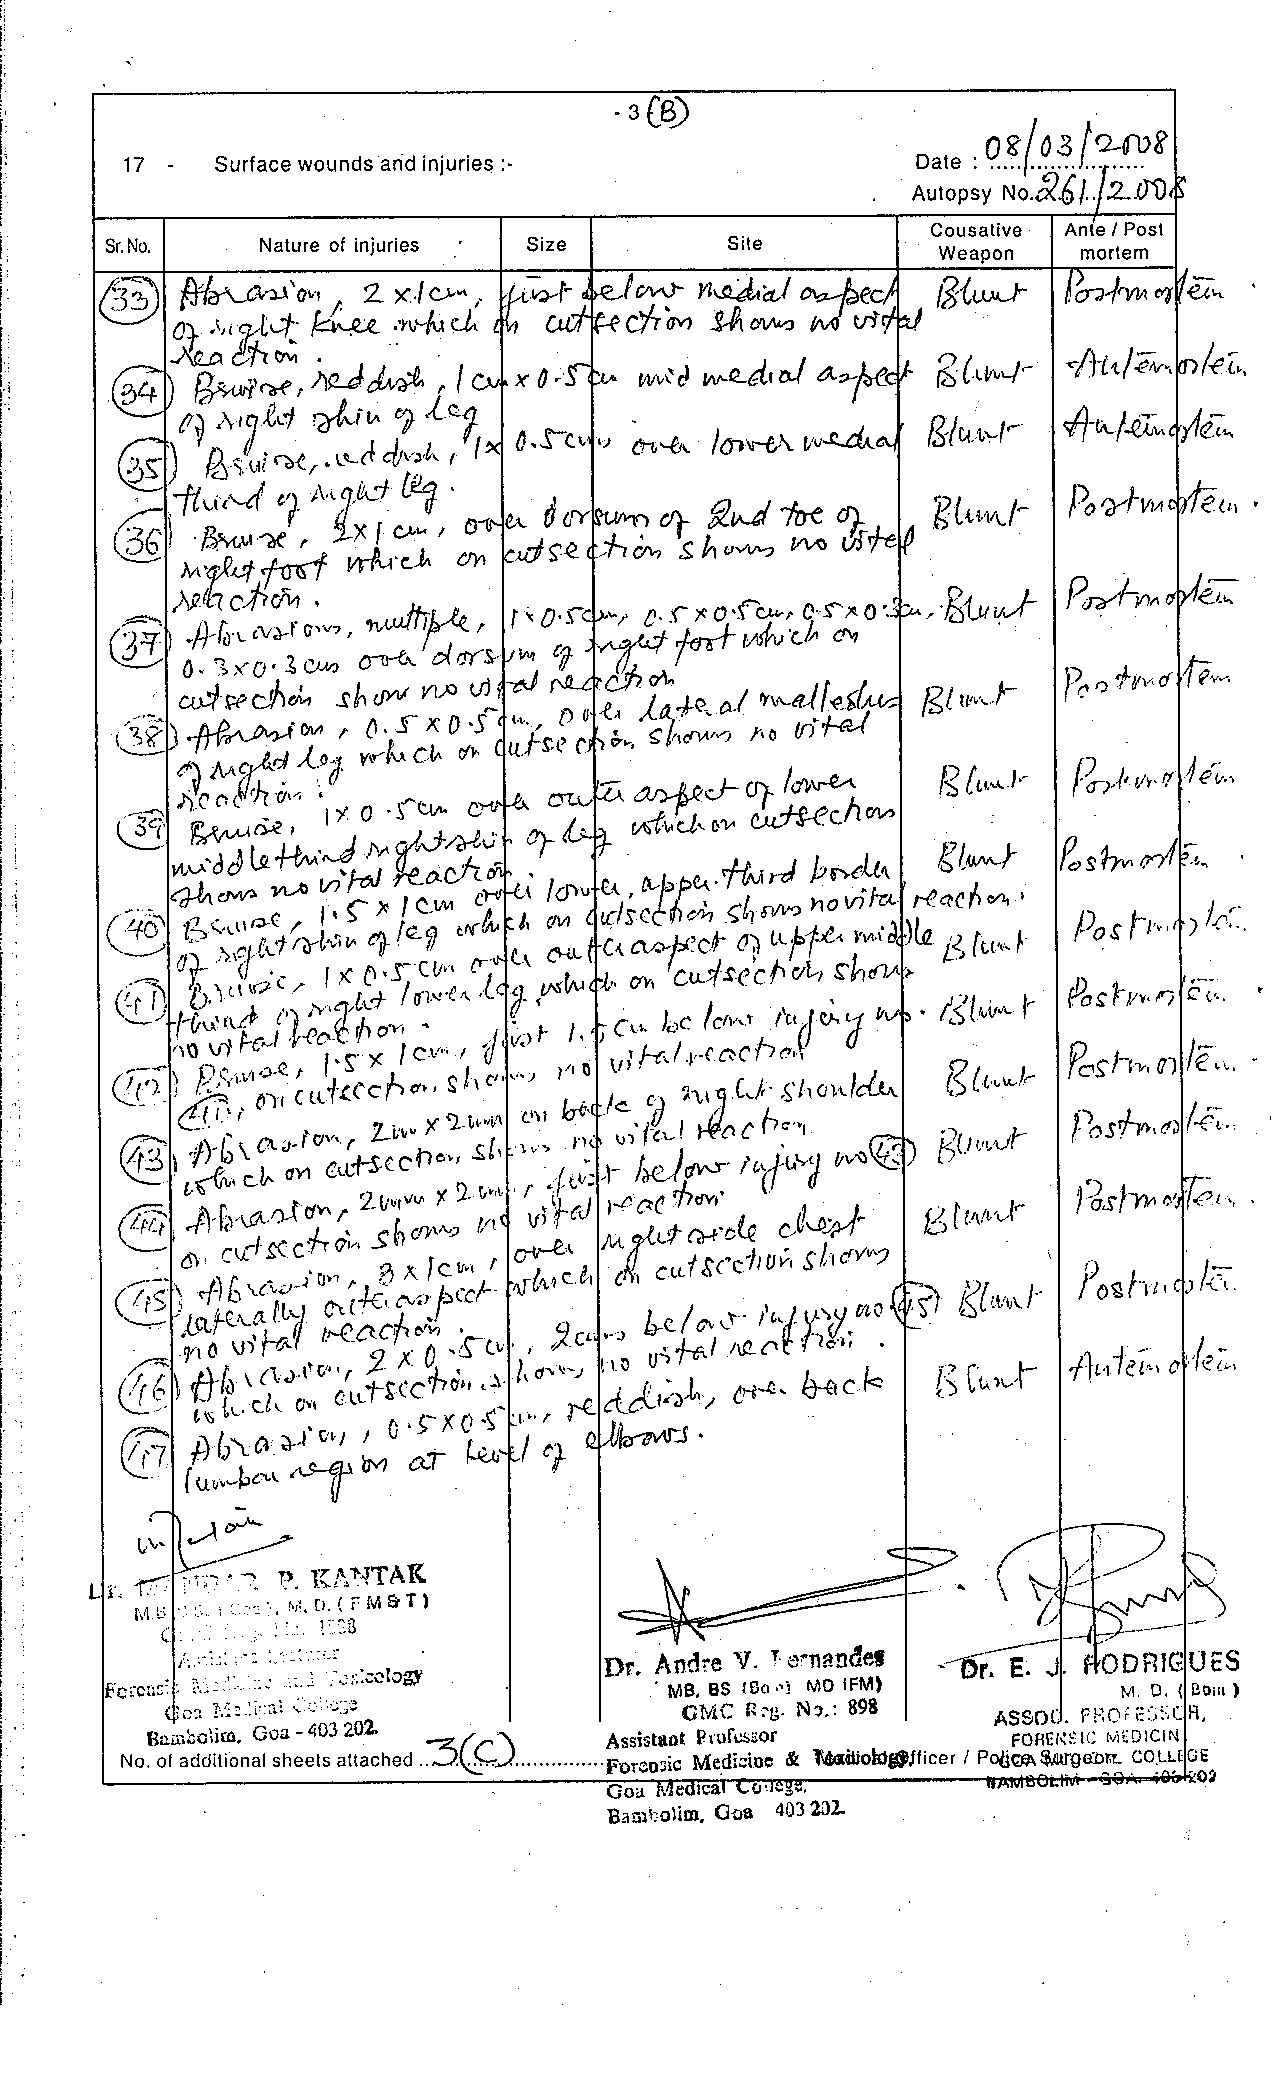 - 3 (B)
17 - Surface wounds and injuries :- Date : 08/03/2008
Autopsy No. 261/2008
Sr. No. Nature of injuries Size Site Cousative Weapon Ante / Post mortem
(33) Abrasion, 2x1cm, just below medial aspect Blunt Postmortem
of right knee which on cutsection shows no vital
reaction.
(34) Bruise, reddish, 1cm x 0.5cm mid medial aspect Blunt Antemortem
of right shin of leg
(35) Bruise, reddish, 1x 0.5cms over lower medial Blunt Antemortem
third of right leg.
(36) Bruise, 2x1cm, over dorsum of 2nd toe of Blunt Postmortem.
right foot which on cutsection shows no vital
reaction.
(37) Abrasions, multiple, 1x0.5cm, 0.5x0.5cm, 0.5x0.3cm, Blunt Postmortem
0.3x0.3cms over dorsum of right foot which on
cutsection show no vital reaction
(38) Abrasion, 0.5x0.5cm, over lateral malleolus Blunt Postmortem
of right leg which on cutsection shows no vital
reaction.
(39) Bruise, 1x0.5cm over outer aspect of lower Blunt Postmortem
middle third right shin of leg which on cutsection
shows no vital reaction
(40) Bruise, 1.5x1cm over lower, upper third border Blunt Postmortem
of right shin of leg which on cutsection shows no vital reaction.
(41) Bruise, 1x0.5cm over outer aspect of upper middle Blunt Postmortem
third of right lower leg which on cutsection shows
no vital reaction.
(42) Bruise, 1.5x1cm, just 1.5cm below injury no. Blunt Postmortem
(41), on cutsection shows no vital reaction
(43) Abrasion, 2mm x 2mm on back of right shoulder Blunt Postmortem
which on cutsection shows no vital reaction
(44) Abrasion, 2mm x 2mm, just below injury no (43) Blunt Postmortem
on cutsection shows no vital reaction
(45) Abrasion, 3x1cm, over right side chest Blunt Postmortem
laterally outer aspect which on cutsection shows
no vital reaction.
(46) Abrasion, 2x0.5cm, 2cms below injury no (45) Blunt Postmortem
which on cutsection shows no vital reaction.
(47) Abrasion, 0.5x0.5cm, reddish, over back Blunt Antemortem
lumbar region at level of elbows.
P. KANTAK
M. D. (F M & T)
Forensic Medicine and Toxicology
Goa Medical College
Bambolim, Goa - 403 202.
Dr. Andre V. Fernandes
MB, BS (Bom) MD (FM)
GMC Reg. No.: 898
Assistant Professor
Forensic Medicine & Toxicology
Goa Medical College,
Bambolim, Goa 403 202.
Dr. E. J. RODRIGUES
M. D. (Bom)
ASSOC. PROFESSOR,
FORENSIC MEDICIN
GOA MEDICAL COLLEGE
BAMBOLIM - GOA. 403 202
No. of additional sheets attached 3(C) Officer / Police Surgeon